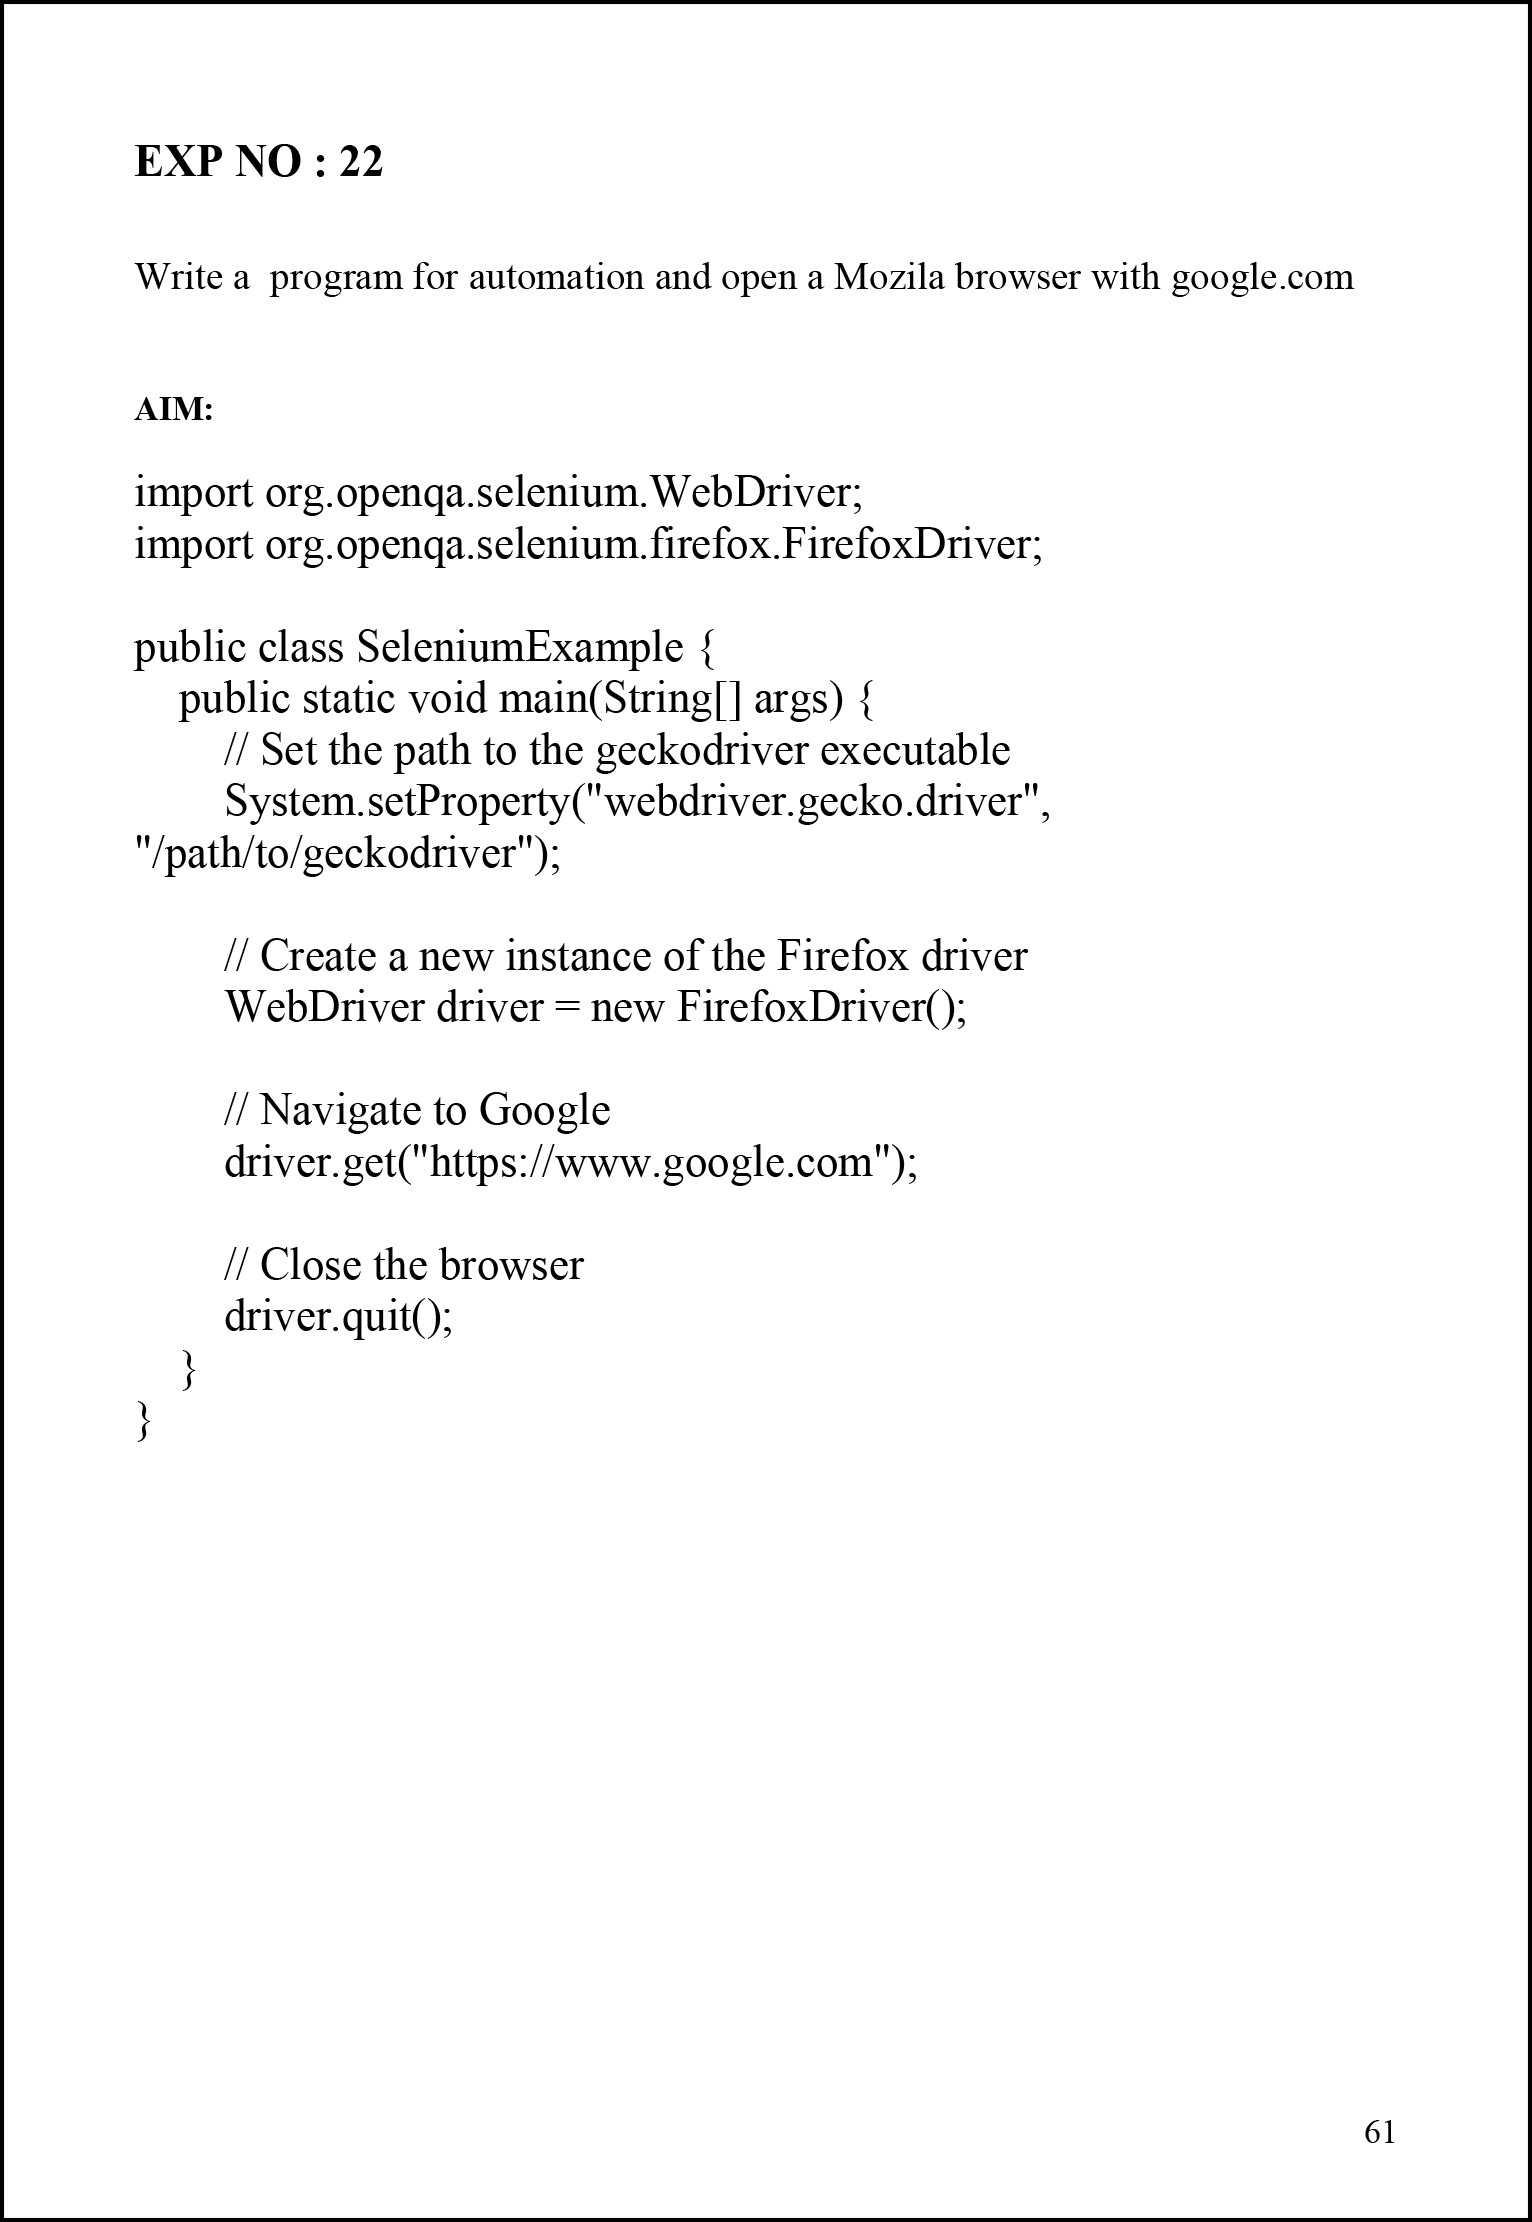 EXP NO : 22
Write a  program for automation and open a Mozila browser with google.com
AIM:
import org.openqa.selenium.WebDriver;
import org.openqa.selenium.firefox.FirefoxDriver;
public class SeleniumExample {
public static void main(String[] args) {
// Set the path to the geckodriver executable
System.setProperty("webdriver.gecko.driver",
"/path/to/geckodriver");
// Create a new instance of the Firefox driver
WebDriver driver = new FirefoxDriver();
// Navigate to Google
driver.get("https://www.google.com");
// Close the browser
driver.quit();
}
}
61